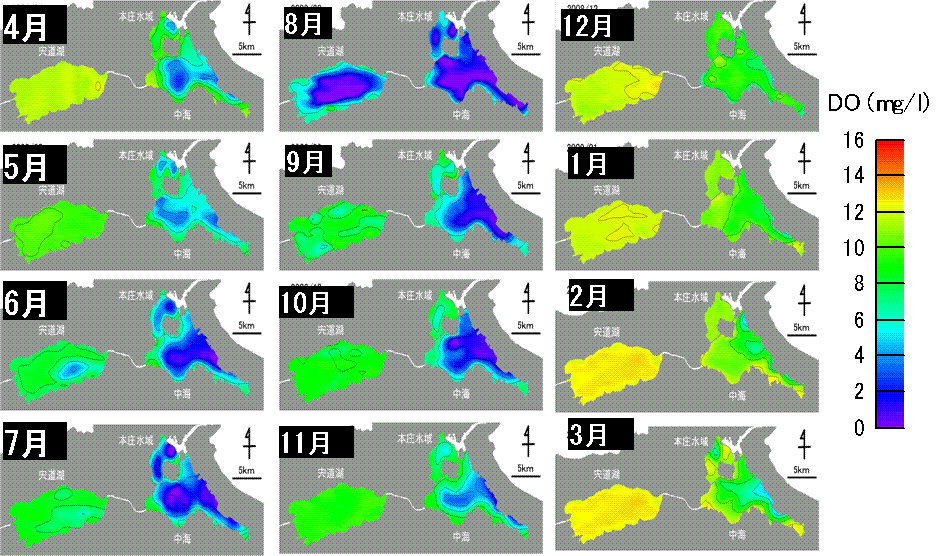 4月
本庄水域
宍道湖
中海
5km
8月
本庄水域
宍道湖
中海
5km
12月
本庄水域
宍道湖
中海
5km
5月
本庄水域
宍道湖
中海
5km
9月
本庄水域
宍道湖
中海
5km
1月
本庄水域
宍道湖
中海
5km
6月
本庄水域
宍道湖
中海
5km
10月
本庄水域
宍道湖
中海
5km
2月
本庄水域
宍道湖
中海
5km
7月
本庄水域
宍道湖
中海
5km
11月
本庄水域
宍道湖
中海
5km
3月
本庄水域
宍道湖
中海
5km
DO (mg/l)
16
14
12
10
8
6
4
2
0